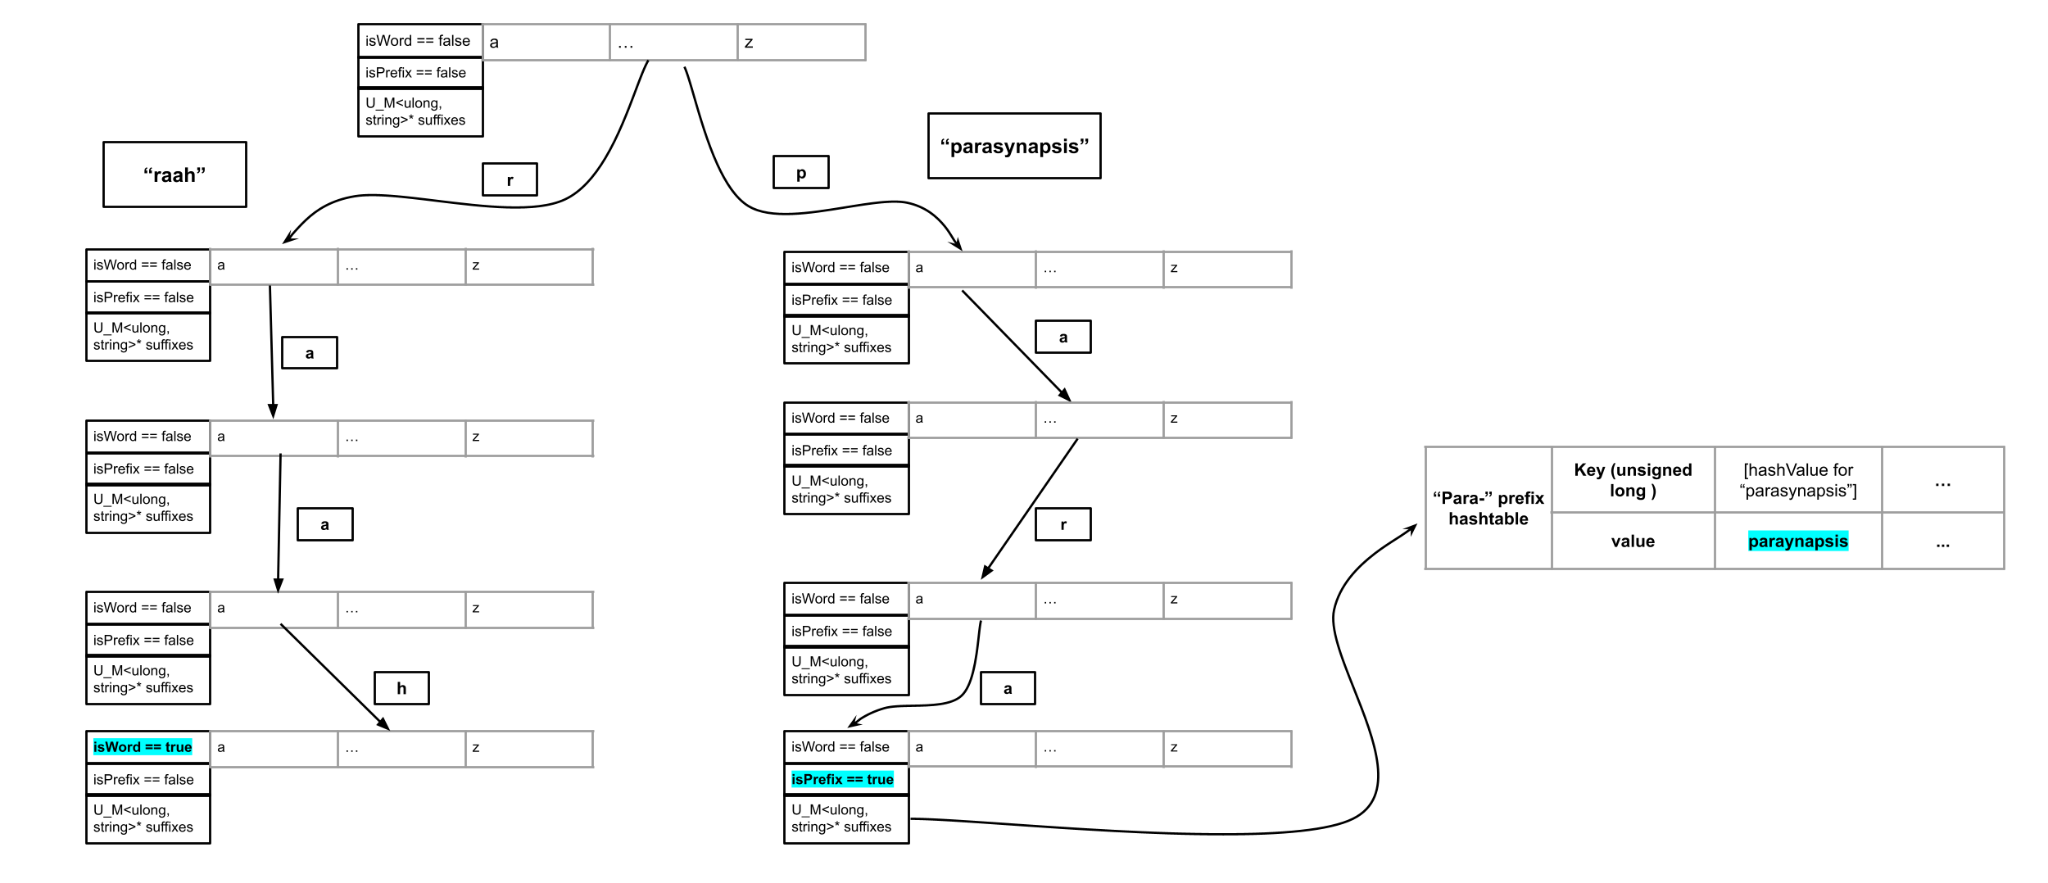 isWord == false a … z
isPrefix == false
U_M<ulong,
string>* suffixes
“raah”
“parasynapsis”
r
p
isWord == false a … z
isPrefix == false
U_M<ulong,
string>* suffixes
a
isWord == false a … z
isPrefix == false
U_M<ulong,
string>* suffixes
a
isWord == false a … z
isPrefix == false
U_M<ulong,
string>* suffixes
h
isWord == true a … z
isPrefix == false
U_M<ulong,
string>* suffixes
isWord == false a … z
isPrefix == false
U_M<ulong,
string>* suffixes
a
isWord == false a … z
isPrefix == false
U_M<ulong,
string>* suffixes
r
isWord == false a … z
isPrefix == false
U_M<ulong,
string>* suffixes
a
isWord == false a … z
isPrefix == true
U_M<ulong,
string>* suffixes
“Para-” prefix
hashtable
Key (unsigned
long )
[hashValue for
“parasynapsis”]
…
value
paraynapsis
...